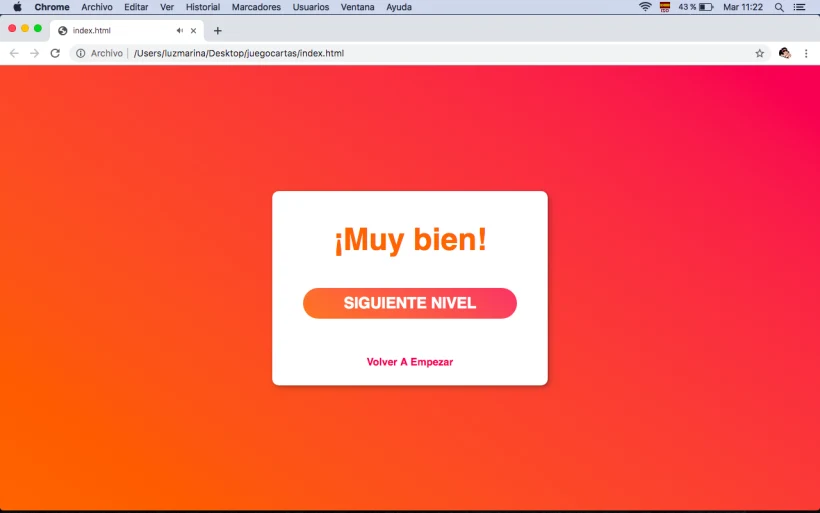 Chrome Archivo Editar Ver Historial Marcadores Usuarios Ventana Ayuda 43 % Mar 11:22
index.html
Archivo /Users/luzmarina/Desktop/juegocartas/index.html
¡Muy bien!
SIGUIENTE NIVEL
Volver A Empezar